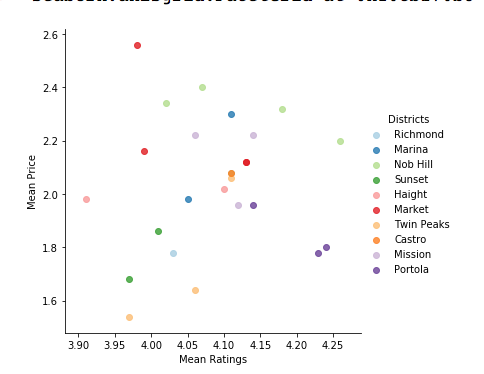 2.6
2.4
2.2
2.0
1.8
1.6
Mean Price
3.90 3.95 4.00 4.05 4.10 4.15 4.20 4.25
Mean Ratings
Districts
Richmond
Marina
Nob Hill
Sunset
Haight
Market
Twin Peaks
Castro
Mission
Portola